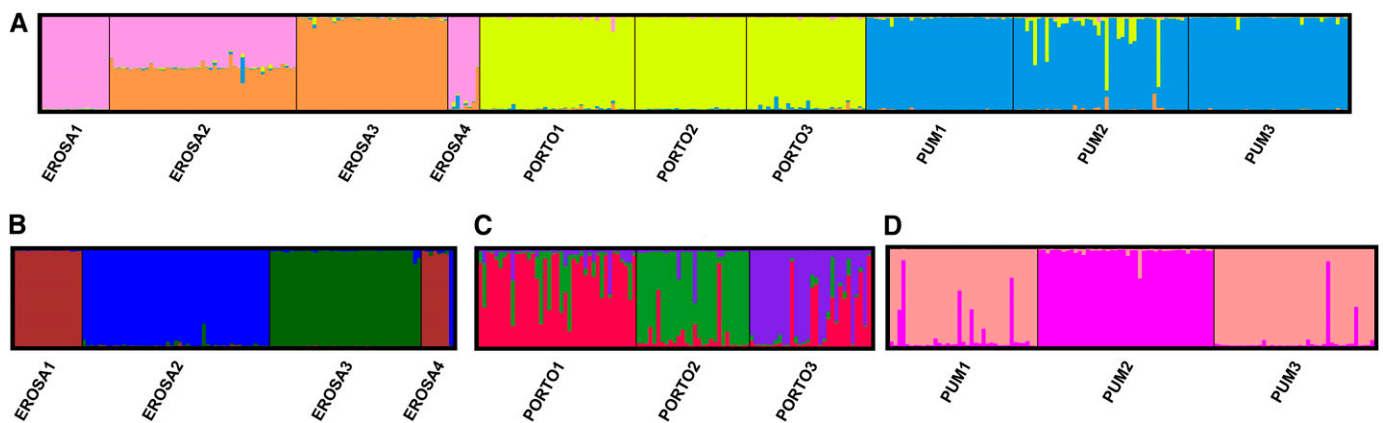 A
EROSA1 EROSA2 EROSA3 EROSA4 PORTO1 PORTO2 PORTO3 PUM1 PUM2 PUM3
B C D
EROSA1 EROSA2 EROSA3 EROSA4 PORTO1 PORTO2 PORTO3 PUM1 PUM2 PUM3